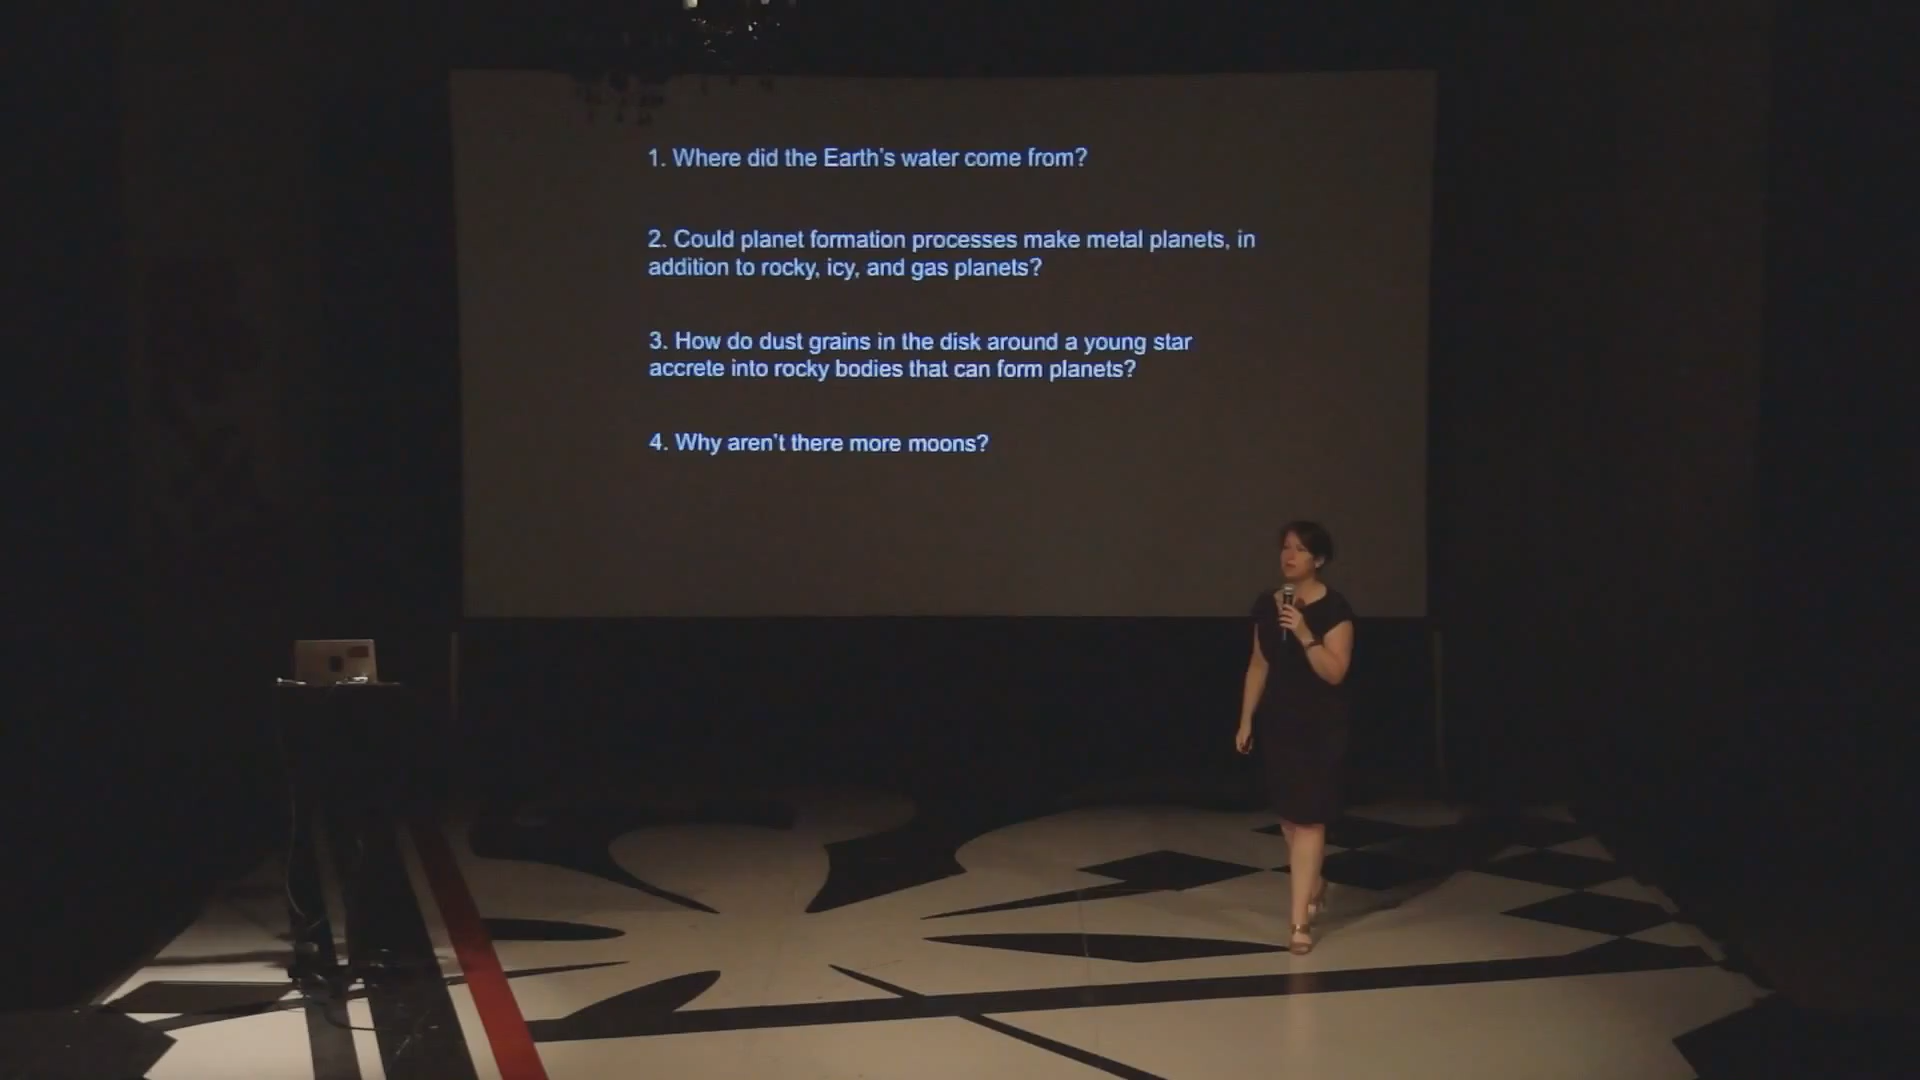 1. Where did the Earth's water come from?
2. Could planet formation processes make metal planets, in
addition to rocky, icy, and gas planets?
3. How do dust grains in the disk around a young star
accrete into rocky bodies that can form planets?
4. Why aren't there more moons?